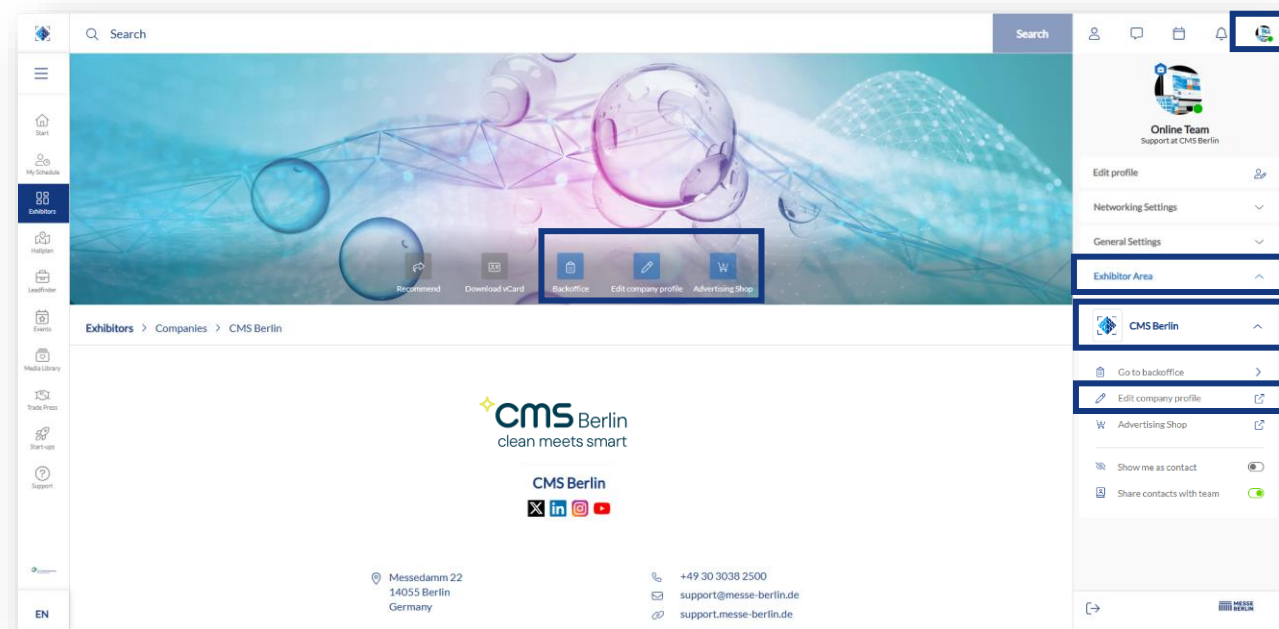 Search
Search
Start
My Schedule
Exhibitors
Hallplan
Leadfinder
Events
Media Library
Trade Press
Start-ups
Support
EN
Recommend
Download vCard
Backoffice
Edit company profile
Advertising Shop
Exhibitors > Companies > CMS Berlin
cms Berlin
clean meets smart
CMS Berlin
Messedamm 22
14055 Berlin
Germany
+49 30 3038 2500
support@messe-berlin.de
support.messe-berlin.de
Online Team
Support at CMS Berlin
Edit profile
Networking Settings
General Settings
Exhibitor Area
CMS Berlin
Go to backoffice
Edit company profile
Advertising Shop
Show me as contact
Share contacts with team
MESSE
BERLIN